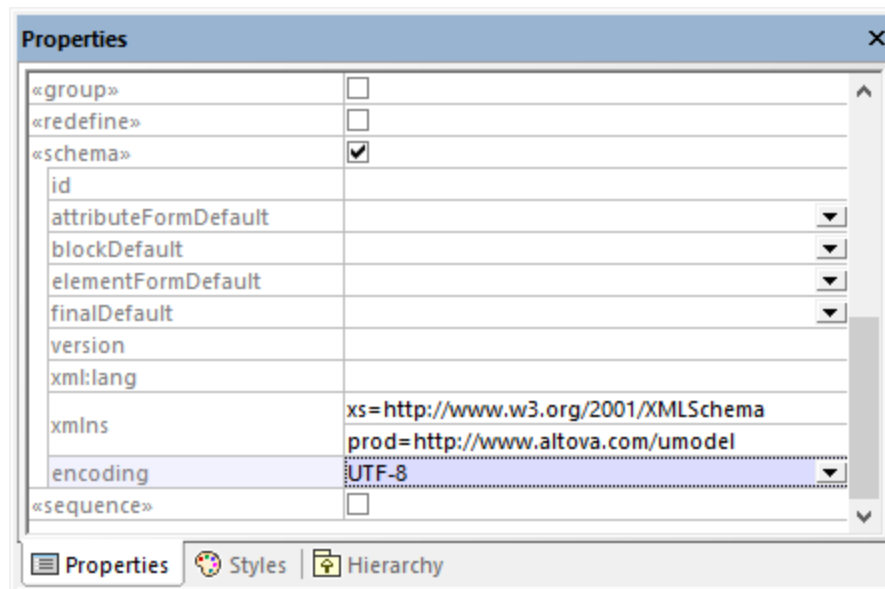 Properties
«group»
«redefine»
«schema»
id
attributeFormDefault
blockDefault
elementFormDefault
finalDefault
version
xml:lang
xmlns
xs=http://www.w3.org/2001/XMLSchema
prod=http://www.altova.com/umodel
encoding UTF-8
«sequence»
Properties Styles Hierarchy